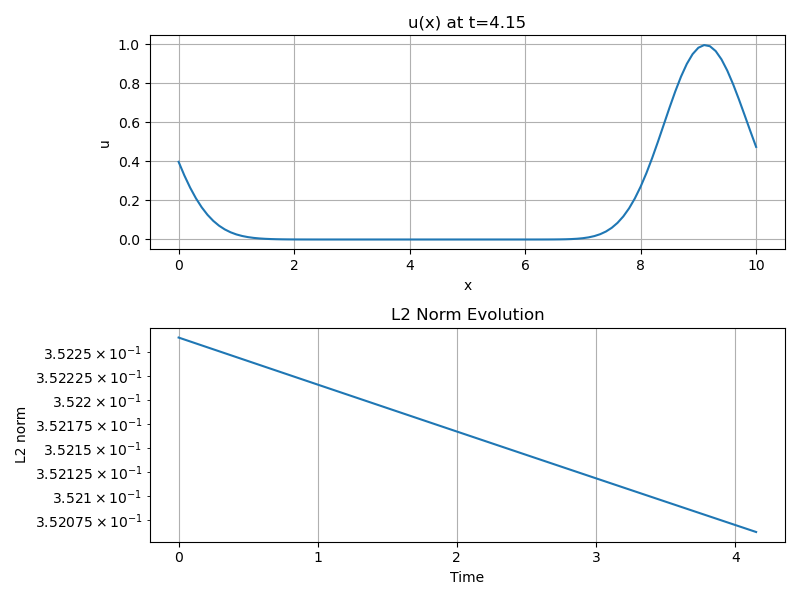 u(x) at t=4.15
1.0
0.8
0.6
0.4
0.2
0.0
u
0 2 4 6 8 10
x
L2 Norm Evolution
3.5225 × 10⁻¹
3.52225 × 10⁻¹
3.522 × 10⁻¹
3.52175 × 10⁻¹
3.5215 × 10⁻¹
3.52125 × 10⁻¹
3.521 × 10⁻¹
3.52075 × 10⁻¹
L2 norm
0 1 2 3 4
Time